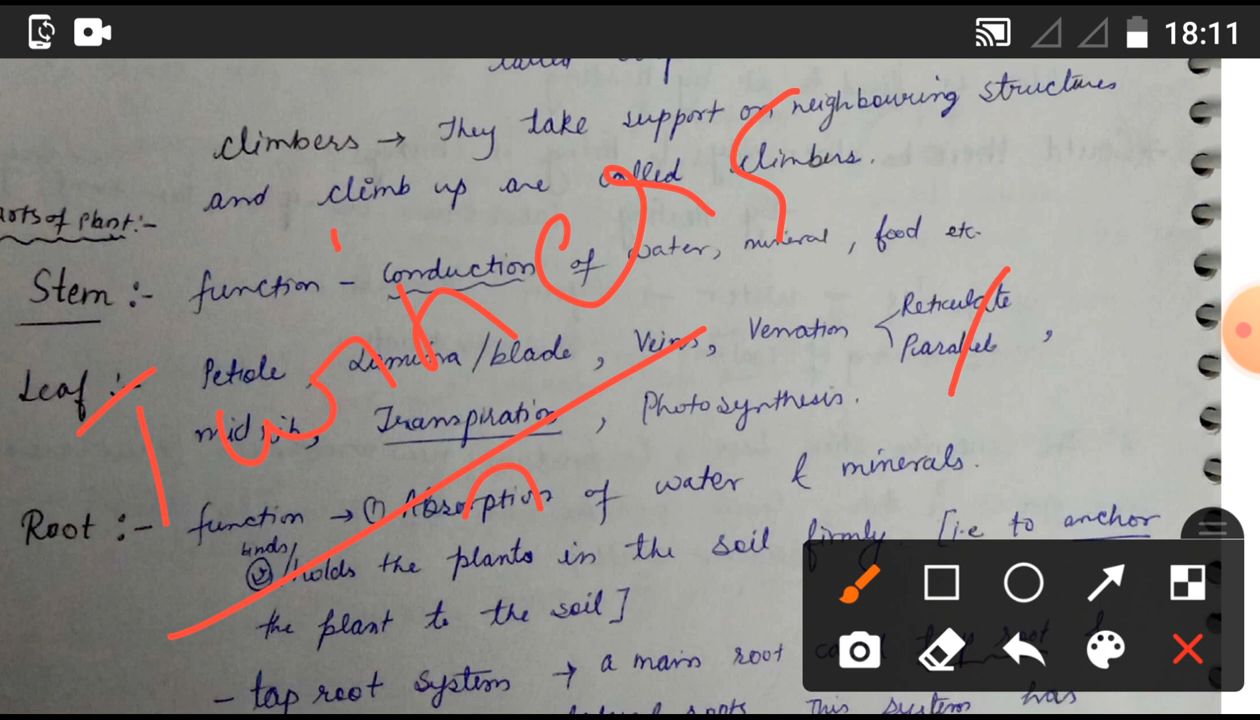 18:11
climbers → They take support on neighbouring structures
and climb up are called climbers.
Parts of Plant:-
Stem :- function - conduction of water, mineral, food etc.
Leaf :- Petiole, Lamina/blade, Veins, Venation Reticulate
Parallel,
midrib, Transpiration, Photosynthesis.
Root :- function → ① Absorption of water & minerals.
binds/
② holds the plants in the soil firmly. [i.e to anchor
the plant to the soil]
- tap root system → a main root
This system has